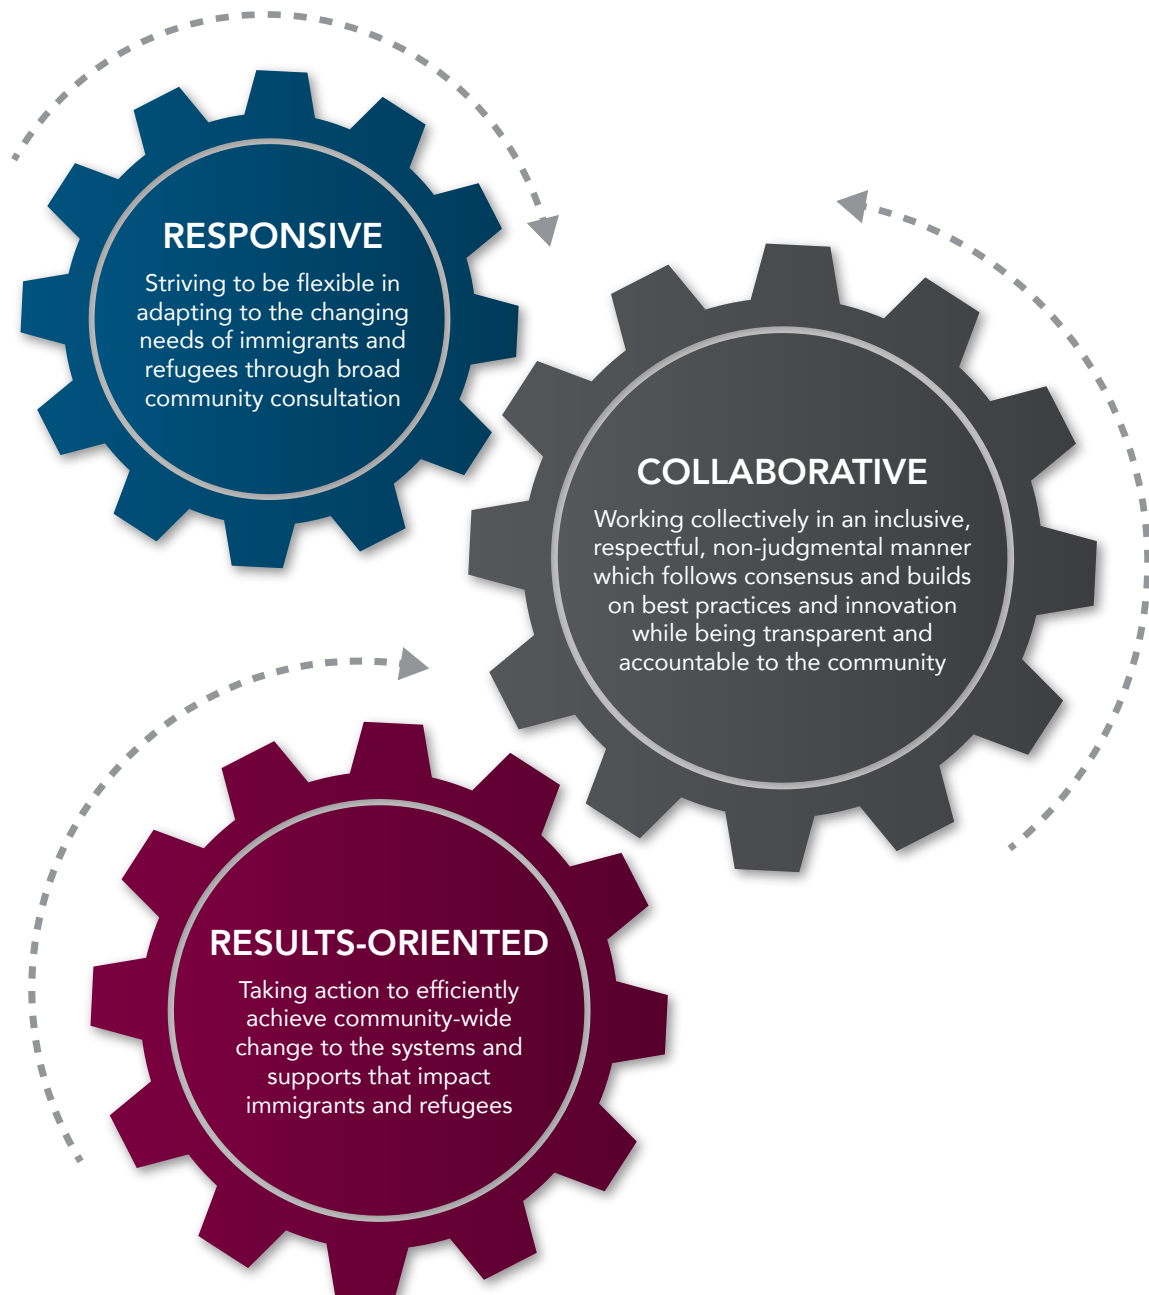 RESPONSIVE
Striving to be flexible in
adapting to the changing
needs of immigrants and
refugees through broad
community consultation
COLLABORATIVE
Working collectively in an inclusive,
respectful, non-judgmental manner
which follows consensus and builds
on best practices and innovation
while being transparent and
accountable to the community
RESULTS-ORIENTED
Taking action to efficiently
achieve community-wide
change to the systems and
supports that impact
immigrants and refugees